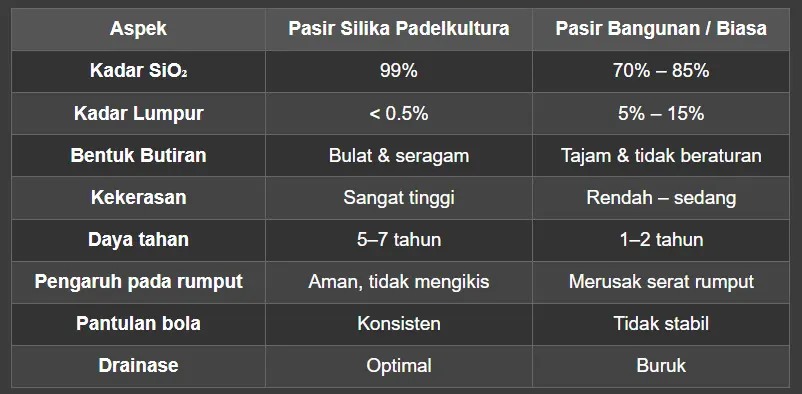 Aspek Pasir Silika Padelkultura Pasir Bangunan / Biasa
Kadar SiO₂ 99% 70% – 85%
Kadar Lumpur < 0.5% 5% – 15%
Bentuk Butiran Bulat & seragam Tajam & tidak beraturan
Kekerasan Sangat tinggi Rendah – sedang
Daya tahan 5–7 tahun 1–2 tahun
Pengaruh pada rumput Aman, tidak mengikis Merusak serat rumput
Pantulan bola Konsisten Tidak stabil
Drainase Optimal Buruk